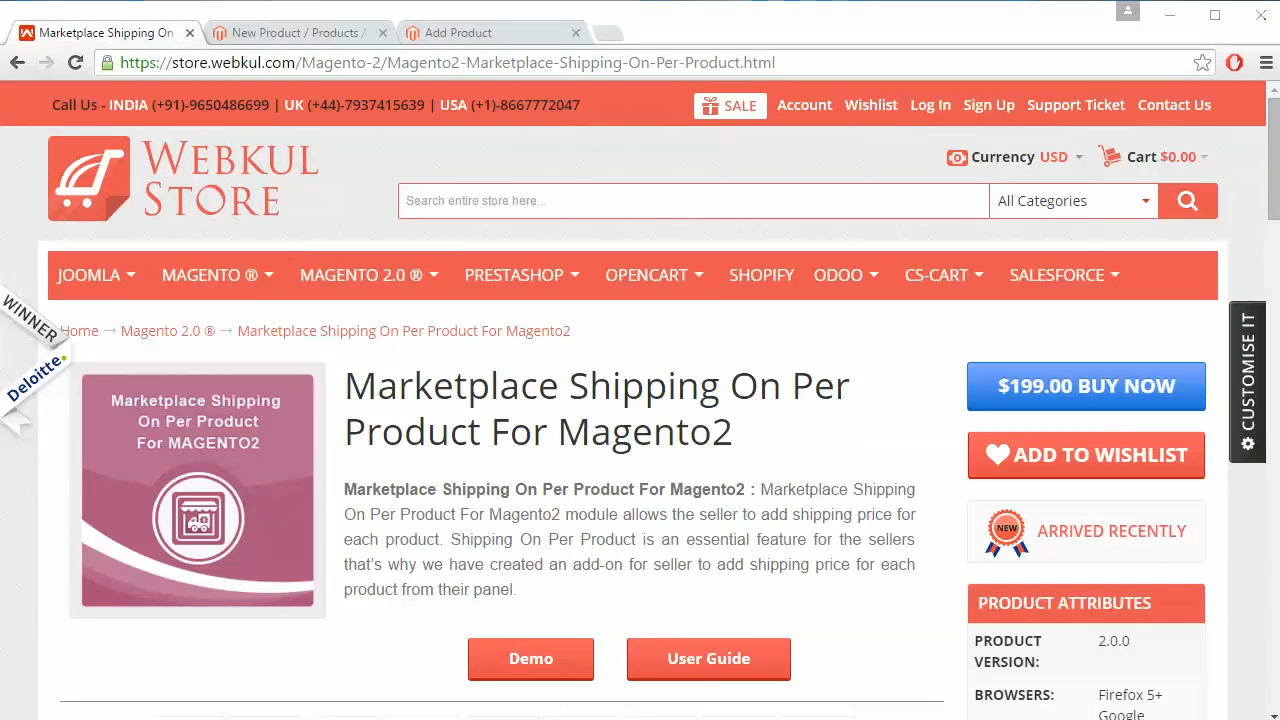 Marketplace Shipping On
New Product / Products /
Add Product
https://store.webkul.com/Magento-2/Magento2-Marketplace-Shipping-On-Per-Product.html
Call Us - INDIA (+91)-9650486699 | UK (+44)-7937415639 | USA (+1)-8667772047
SALE Account Wishlist Log In Sign Up Support Ticket Contact Us
WEBKUL
STORE
Currency USD
Cart $0.00
Search entire store here...
All Categories
JOOMLA MAGENTO ® MAGENTO 2.0 ® PRESTASHOP OPENCART SHOPIFY ODOO CS-CART SALESFORCE
WINNER
Deloitte.
Home → Magento 2.0 ® → Marketplace Shipping On Per Product For Magento2
CUSTOMISE IT
Marketplace Shipping
On Per Product
For MAGENTO2
Marketplace Shipping On Per
Product For Magento2
Marketplace Shipping On Per Product For Magento2 : Marketplace Shipping
On Per Product For Magento2 module allows the seller to add shipping price for
each product. Shipping On Per Product is an essential feature for the sellers
that's why we have created an add-on for seller to add shipping price for each
product from their panel.
Demo
User Guide
$199.00 BUY NOW
ADD TO WISHLIST
NEW
ARRIVED RECENTLY
PRODUCT ATTRIBUTES
PRODUCT VERSION: 2.0.0
BROWSERS: Firefox 5+
Google